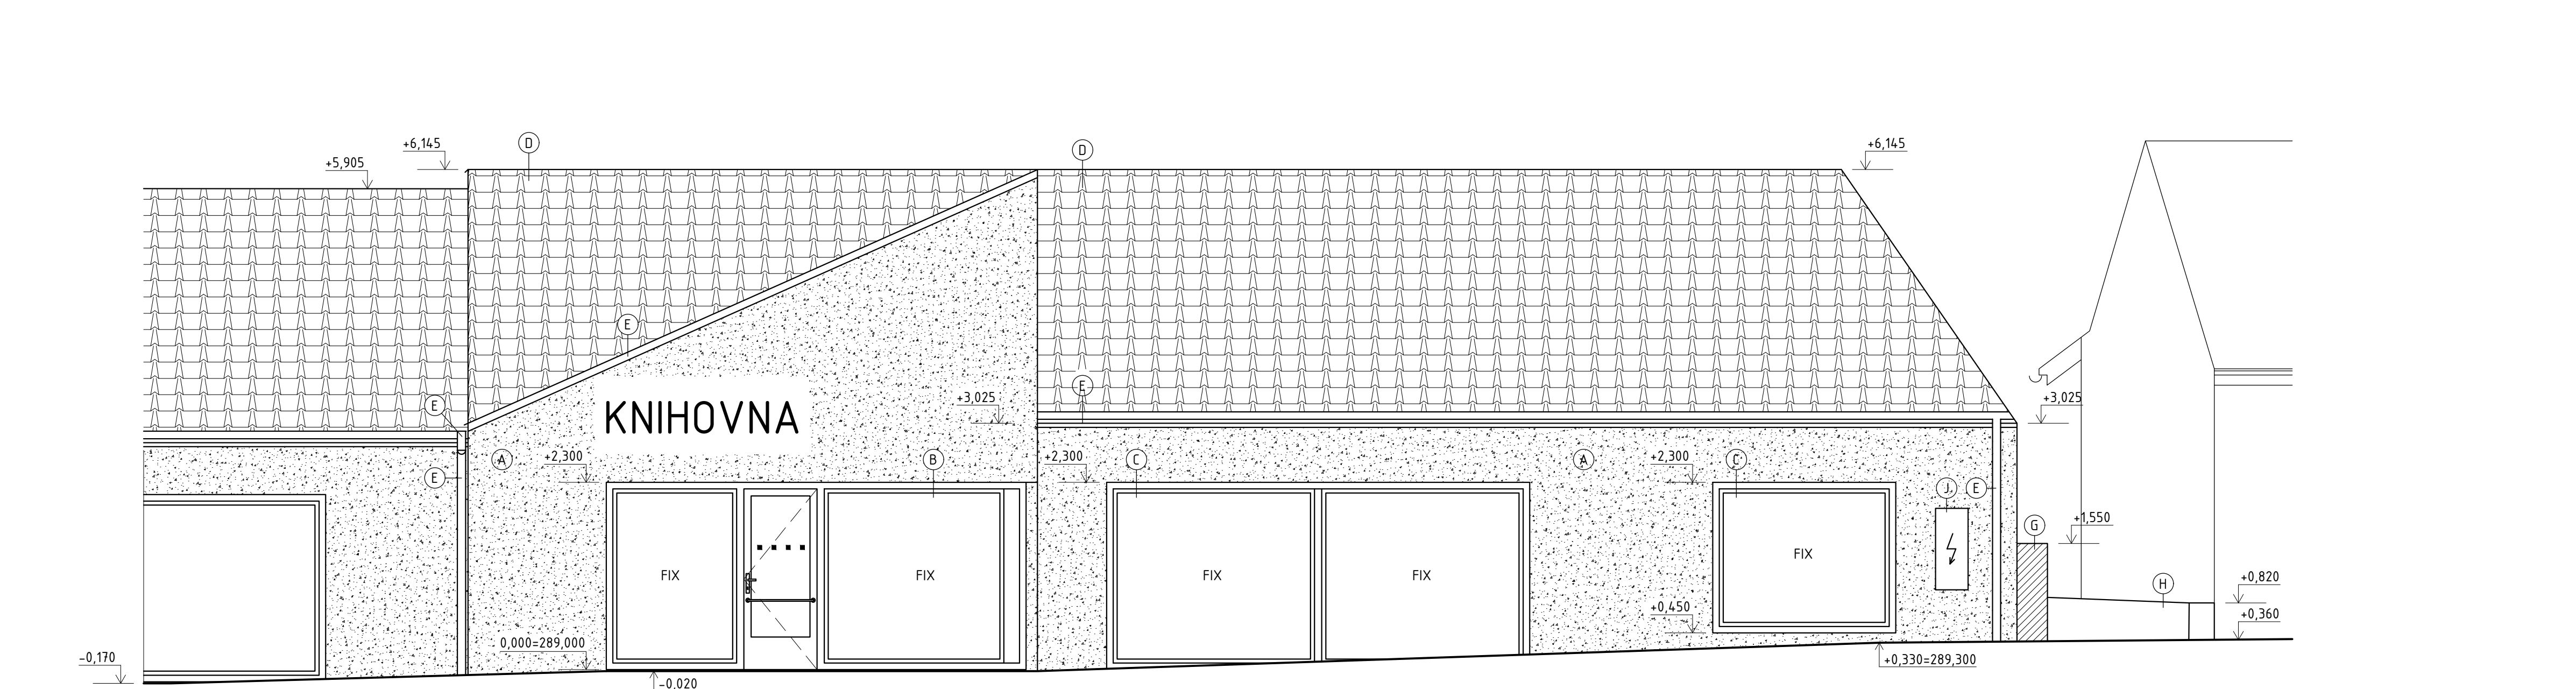 +6,145
D
D
+6,145
+5,905
E
E
E
+3,025
+3,025
KNIHOVNA
A
+2,300
B
+2,300
C
A
+2,300
C
E
J
E
G
+1,550
FIX
FIX
FIX
FIX
FIX
H
+0,820
+0,450
+0,360
0,000=289,000
-0,170
+0,330=289,300
-0,020